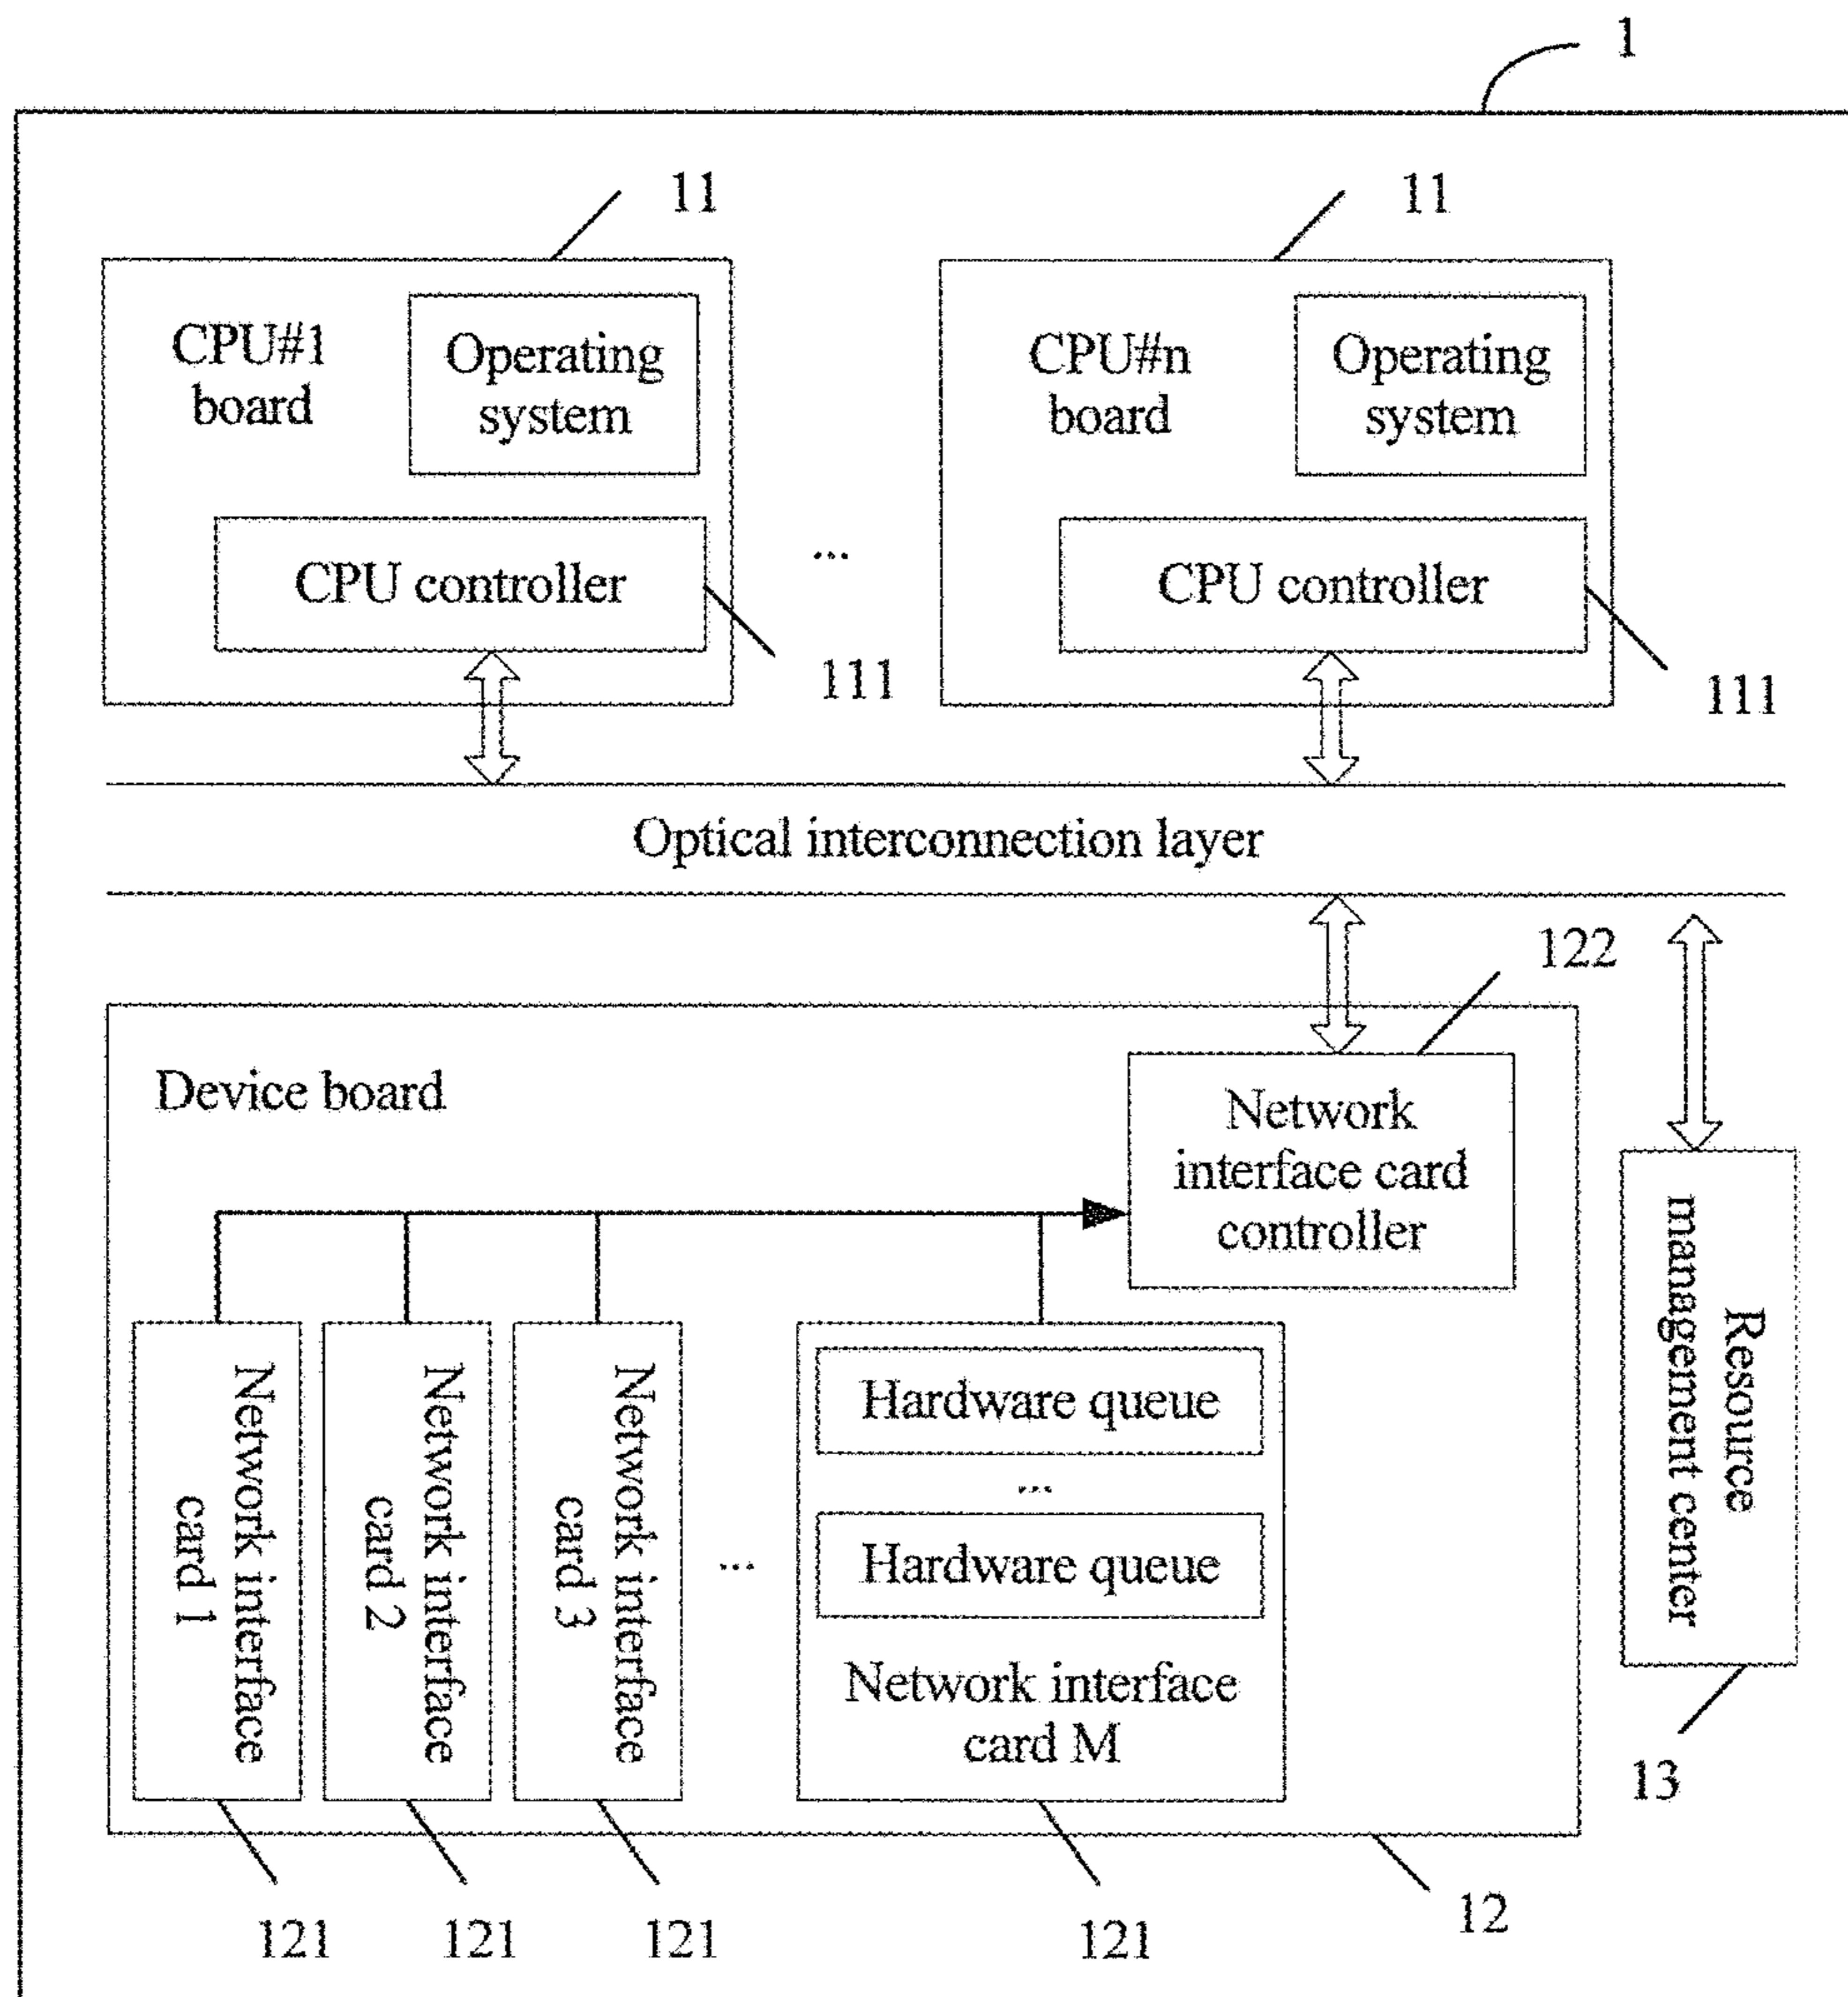 1
11
11
CPU#1
board
Operating
system
CPU#n
board
Operating
system
CPU controller
...
CPU controller
111
111
Optical interconnection layer
122
Device board
Network
interface card
controller
Resource
management center
Network interface
card 1
Network interface
card 2
Network interface
card 3
...
Hardware queue
...
Hardware queue
Network interface
card M
13
121
121
121
121
12